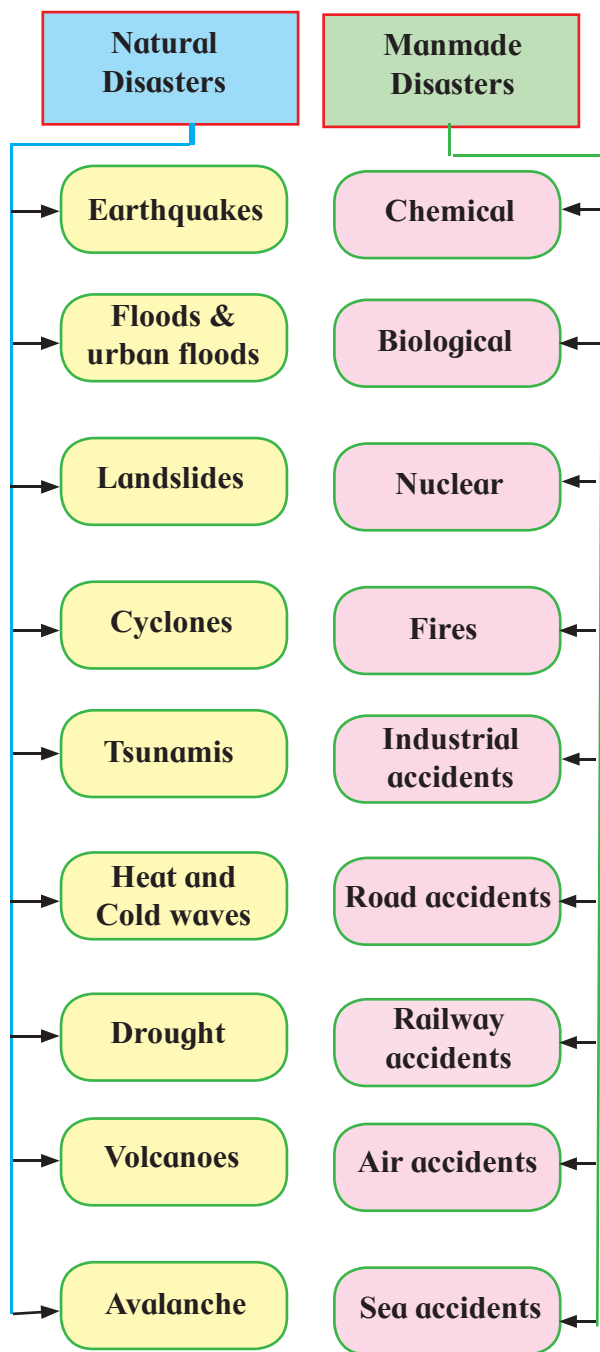 Natural
Disasters
Earthquakes
Floods &
urban floods
Landslides
Cyclones
Tsunamis
Heat and
Cold waves
Drought
Volcanoes
Avalanche
Manmade
Disasters
Chemical
Biological
Nuclear
Fires
Industrial
accidents
Road accidents
Railway
accidents
Air accidents
Sea accidents